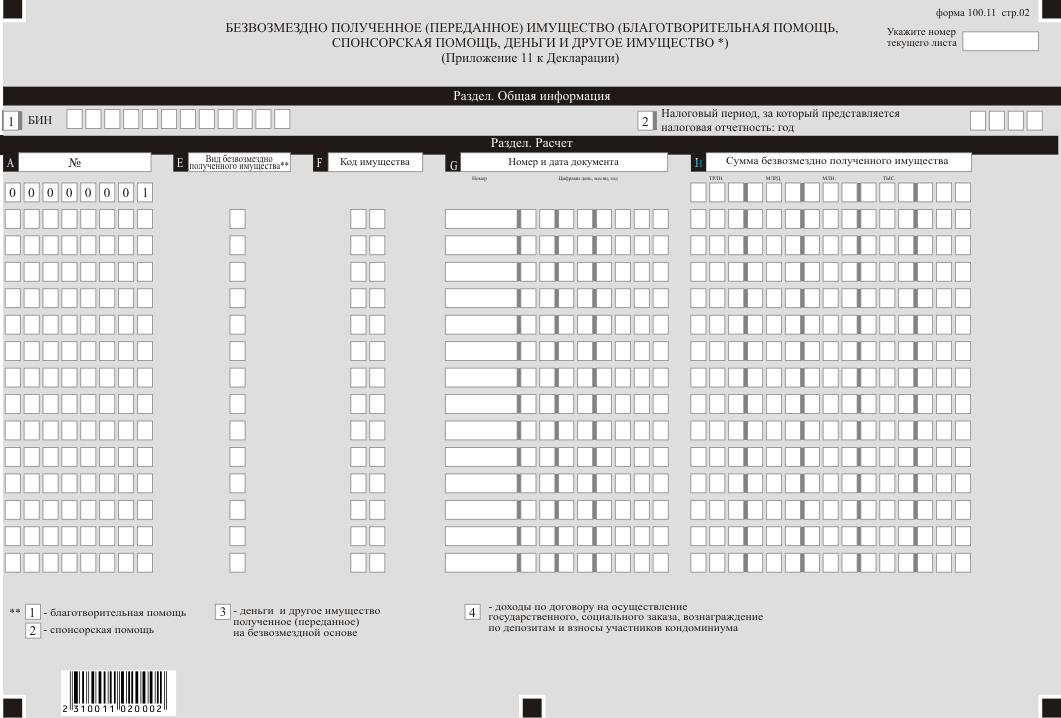 форма 100.11 стр.02
БЕЗВОЗМЕЗДНО ПОЛУЧЕННОЕ (ПЕРЕДАННОЕ) ИМУЩЕСТВО (БЛАГОТВОРИТЕЛЬНАЯ ПОМОЩЬ,
СПОНСОРСКАЯ ПОМОЩЬ, ДЕНЬГИ И ДРУГОЕ ИМУЩЕСТВО *)
(Приложение 11 к Декларации)
Укажите номер
текущего листа
Раздел. Общая информация
1 БИН
2 Налоговый период, за который представляется
налоговая отчетность: год
Раздел. Расчет
A №
E Вид безвозмездно
полученного имущества**
F Код имущества
G Номер и дата документа
H Сумма безвозмездно полученного имущества
Номер Цифрами день, месяц, год
ТРЛН. МЛРД. МЛН. ТЫС.
0 0 0 0 0 0 0 1
** 1 - благотворительная помощь
2 - спонсорская помощь
3 - деньги и другое имущество
полученное (переданное)
на безвозмездной основе
4 - доходы по договору на осуществление
государственного, социального заказа, вознаграждение
по депозитам и взносы участников кондоминиума
2 310011 020002